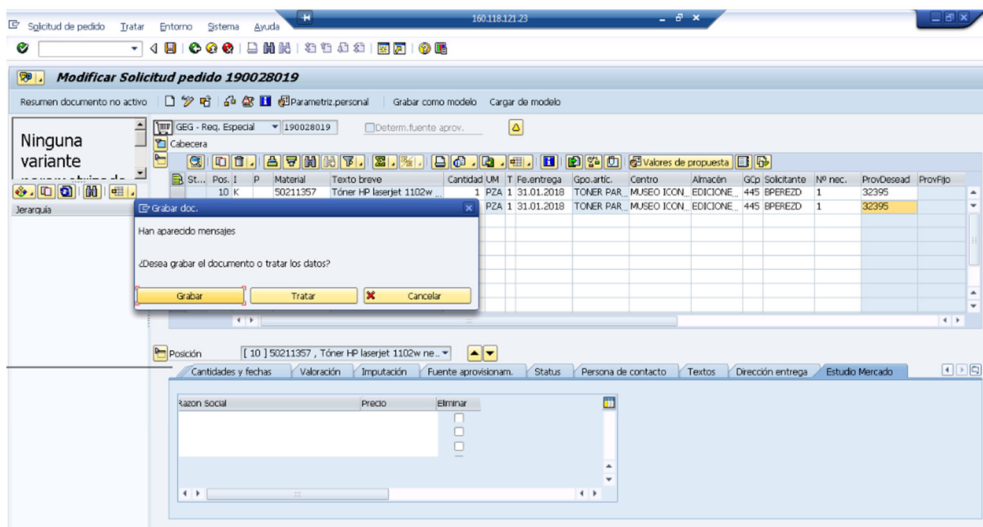 160.118.121.23
Solicitud de pedido Tratar Entorno Sistema Ayuda
Modificar Solicitud pedido 190028019
Resumen documento no activo Parametriz.personal Grabar como modelo Cargar de modelo
Ninguna
variante
GEG - Req. Especial 190028019 Determ.fuente aprov.
Cabecera
Valores de propuesta
St... Pos. I P Material Texto breve Cantidad UM T Fe.entrega Gpo.artíc. Centro Almacén GCp Solicitante Nº nec. ProvDesead ProvFijo
10 K 50211357 Tóner HP laserjet 1102w ... 1 PZA 1 31.01.2018 TONER PAR_ MUSEO ICON_ EDICIONE_ 445 BPEREZD 1 32395
PZA 1 31.01.2018 TONER PAR_ MUSEO ICON_ EDICIONE_ 445 BPEREZD 1 32395
Jerarquía
Grabar doc.
Han aparecido mensajes
¿Desea grabar el documento o tratar los datos?
Grabar Tratar Cancelar
Posición [ 10 ] 50211357 , Tóner HP laserjet 1102w ne...
Cantidades y fechas Valoración Imputación Fuente aprovisionam. Status Persona de contacto Textos Dirección entrega Estudio Mercado
Razon Social Precio Eliminar